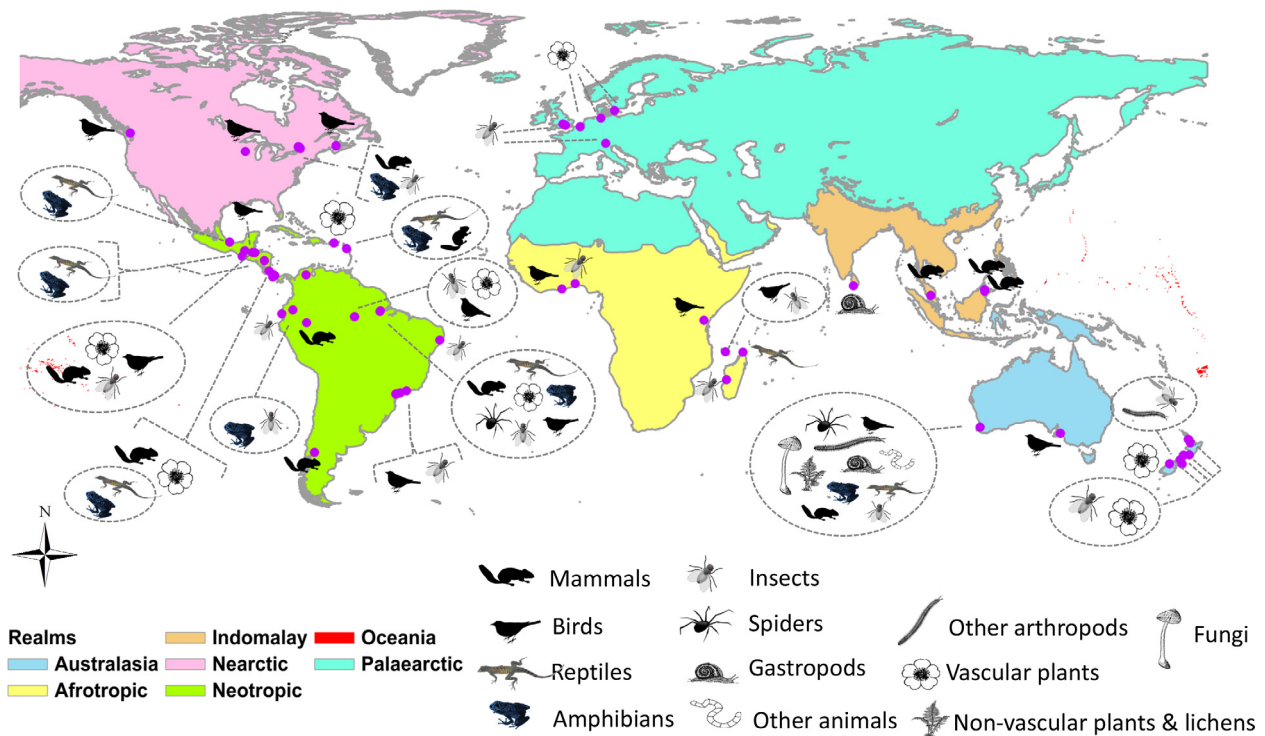 N
Mammals
Insects
Birds
Spiders
Other arthropods
Fungi
Reptiles
Gastropods
Vascular plants
Amphibians
Other animals
Non-vascular plants & lichens
Realms
Indomalay
Oceania
Australasia
Nearctic
Palaearctic
Afrotropic
Neotropic